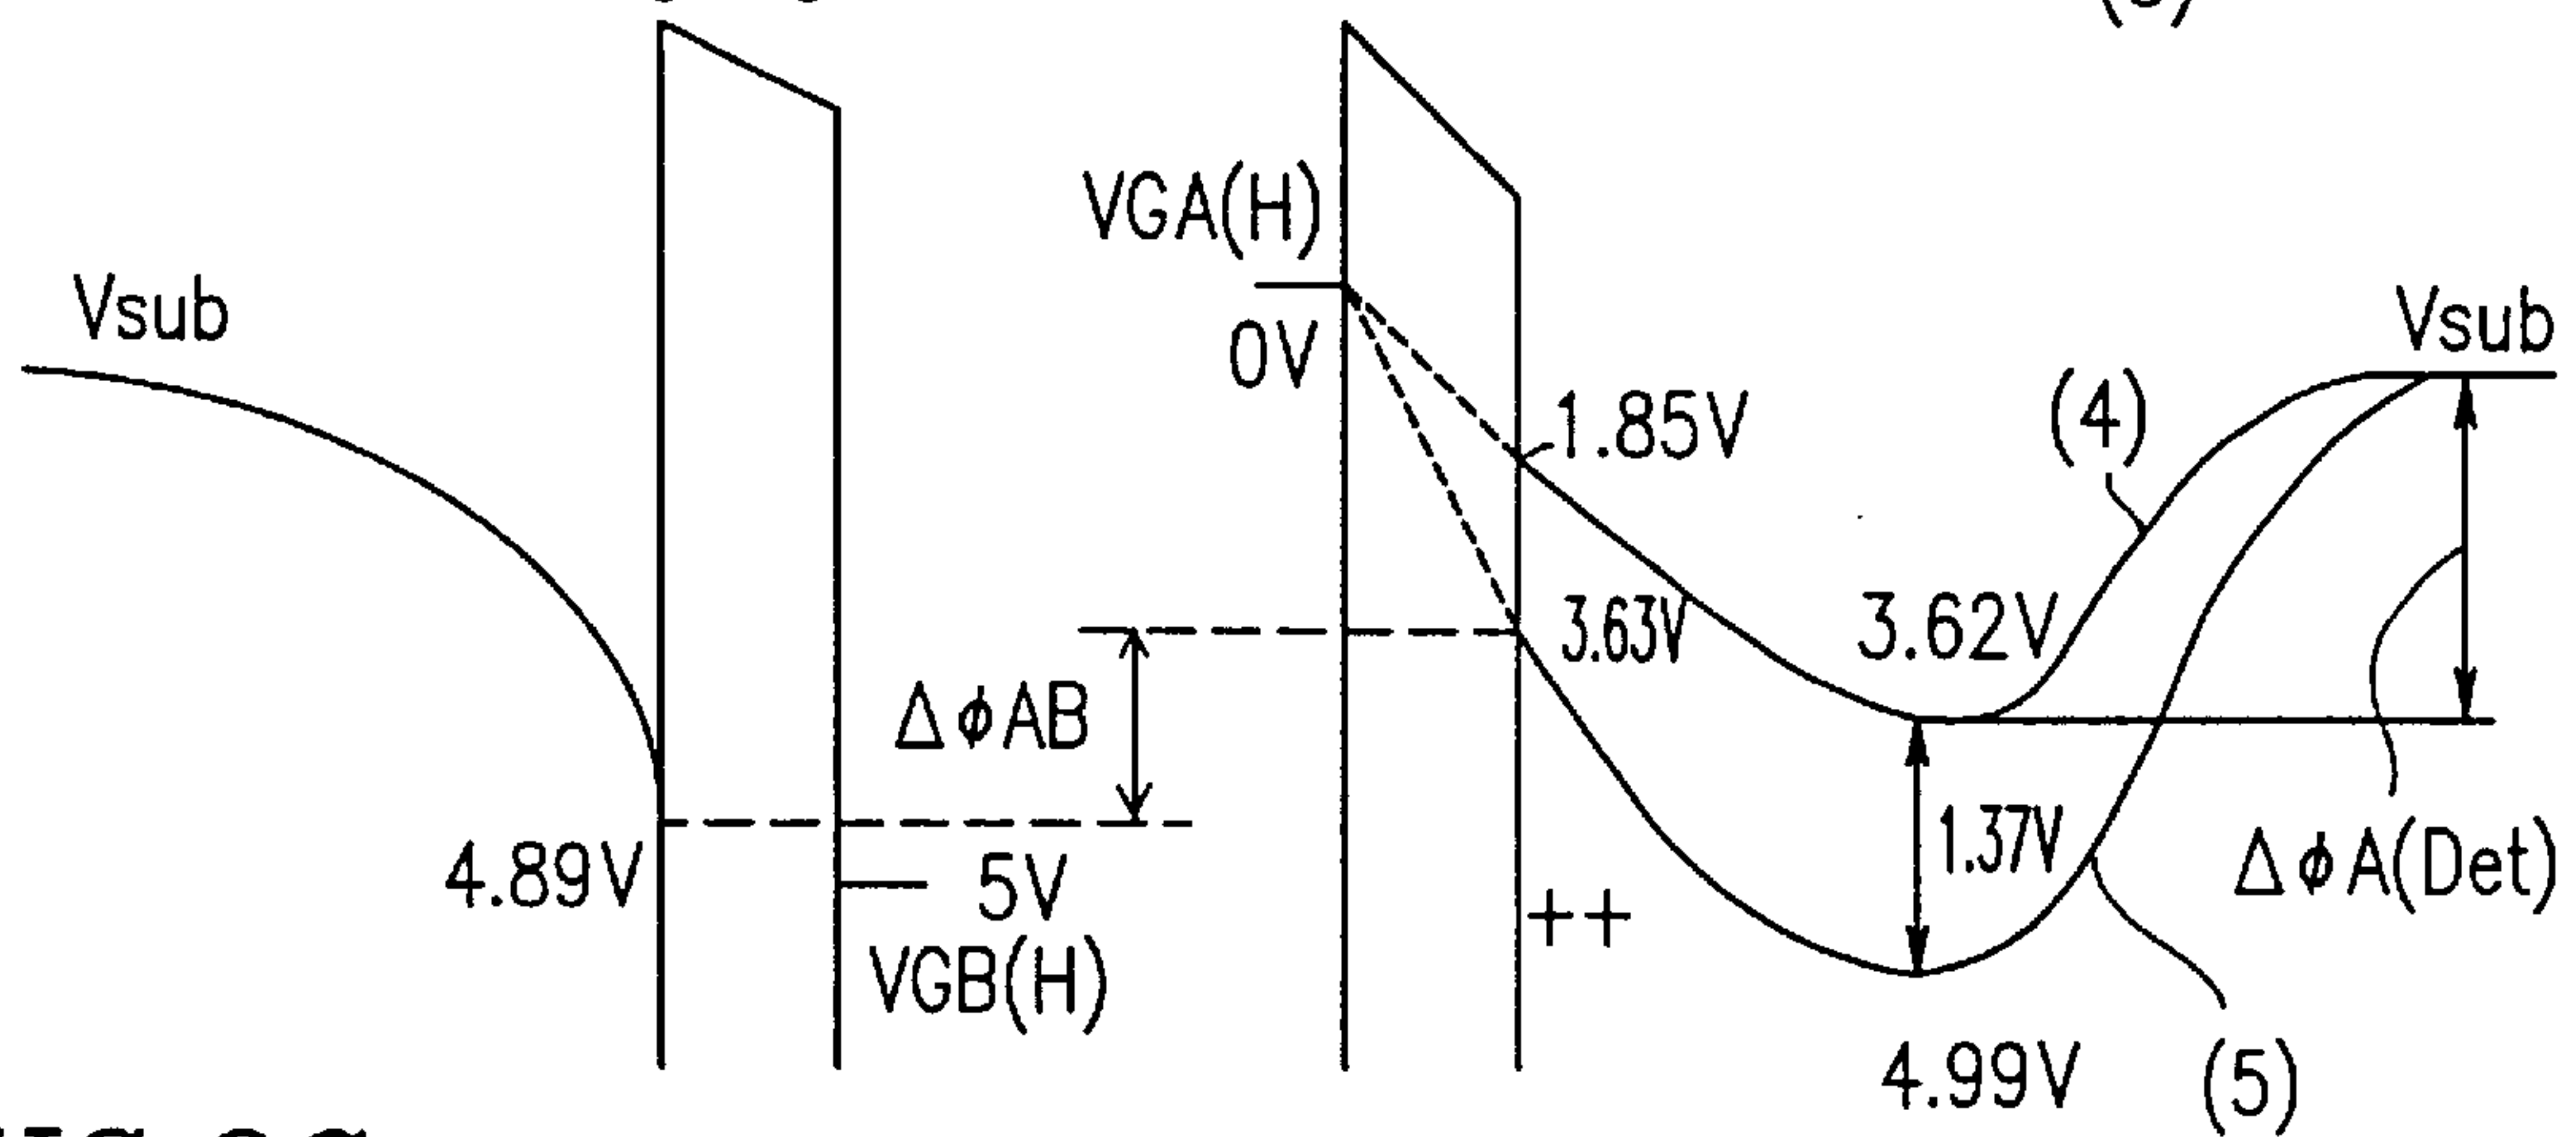 VGA(H)
Vsub
Vsub
0V
(4)
1.85V
3.63V
3.62V
ΔφAB
1.37V
4.89V
5V
ΔφA(Det)
++
VGB(H)
4.99V
(5)